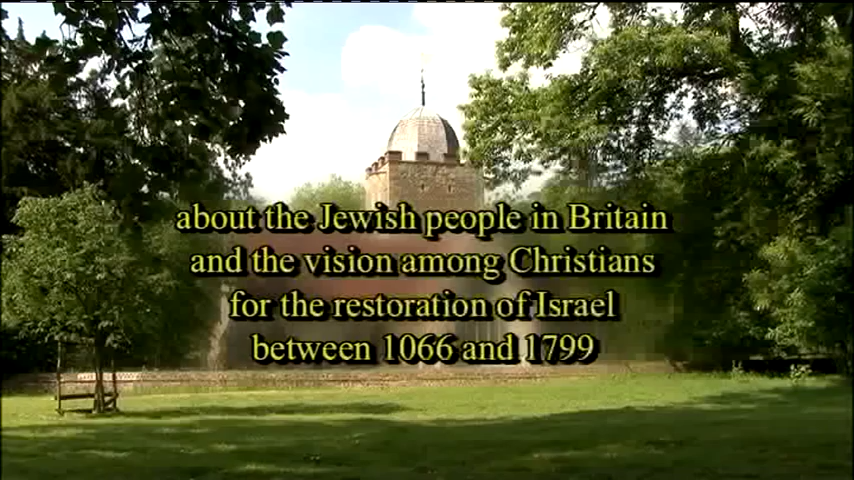 about the Jewish people in Britain
and the vision among Christians
for the restoration of Israel
between 1066 and 1799